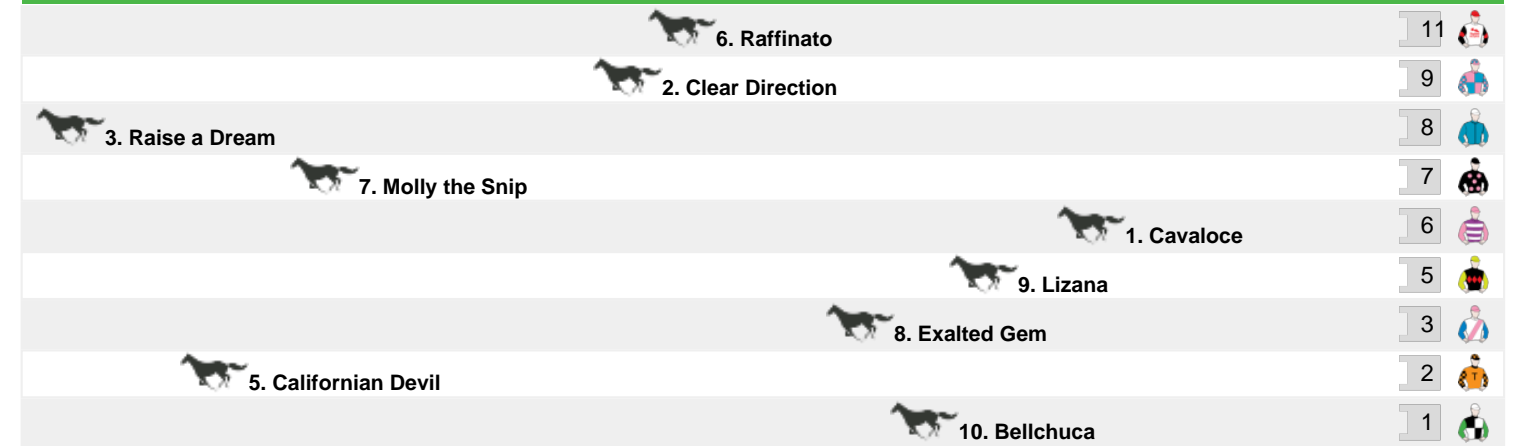 6. Raffinato 11
2. Clear Direction 9
3. Raise a Dream 8
7. Molly the Snip 7
1. Cavaloce 6
9. Lizana 5
8. Exalted Gem 3
5. Californian Devil 2
T
10. Bellchuca 1